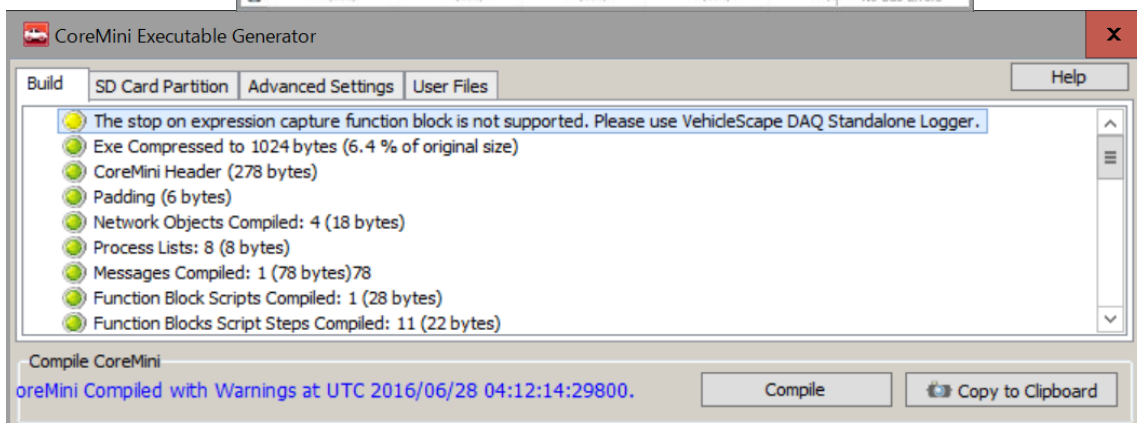 CoreMini Executable Generator
x
Build SD Card Partition Advanced Settings User Files Help
The stop on expression capture function block is not supported. Please use VehicleScape DAQ Standalone Logger.
Exe Compressed to 1024 bytes (6.4 % of original size)
CoreMini Header (278 bytes)
Padding (6 bytes)
Network Objects Compiled: 4 (18 bytes)
Process Lists: 8 (8 bytes)
Messages Compiled: 1 (78 bytes)78
Function Block Scripts Compiled: 1 (28 bytes)
Function Blocks Script Steps Compiled: 11 (22 bytes)
Compile CoreMini
oreMini Compiled with Warnings at UTC 2016/06/28 04:12:14:29800. Compile Copy to Clipboard